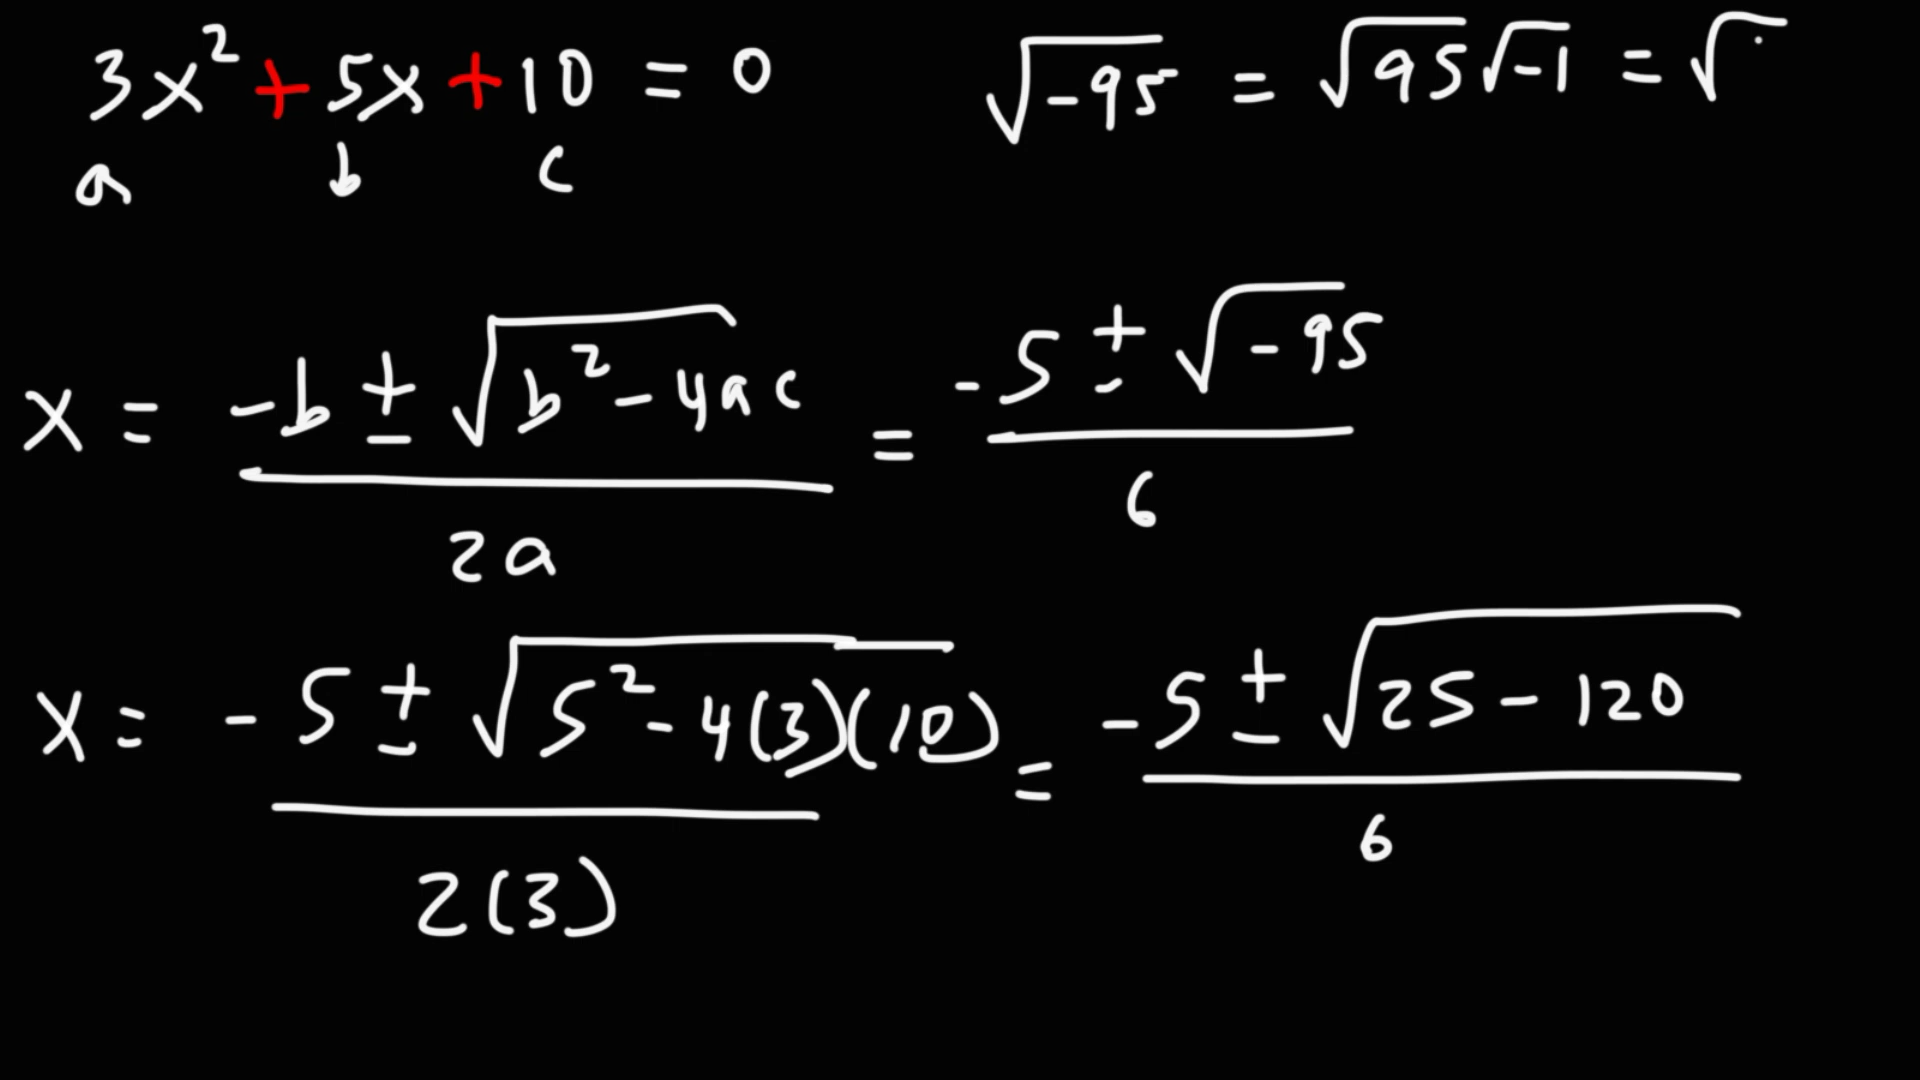 3x² + 5x + 10 = 0
a b c
√-95 = √95 √-1 = √
x = (-b ± √(b² - 4ac)) / 2a = (-5 ± √-95) / 6
x = (-5 ± √(5² - 4(3)(10))) / 2(3) = (-5 ± √(25 - 120)) / 6